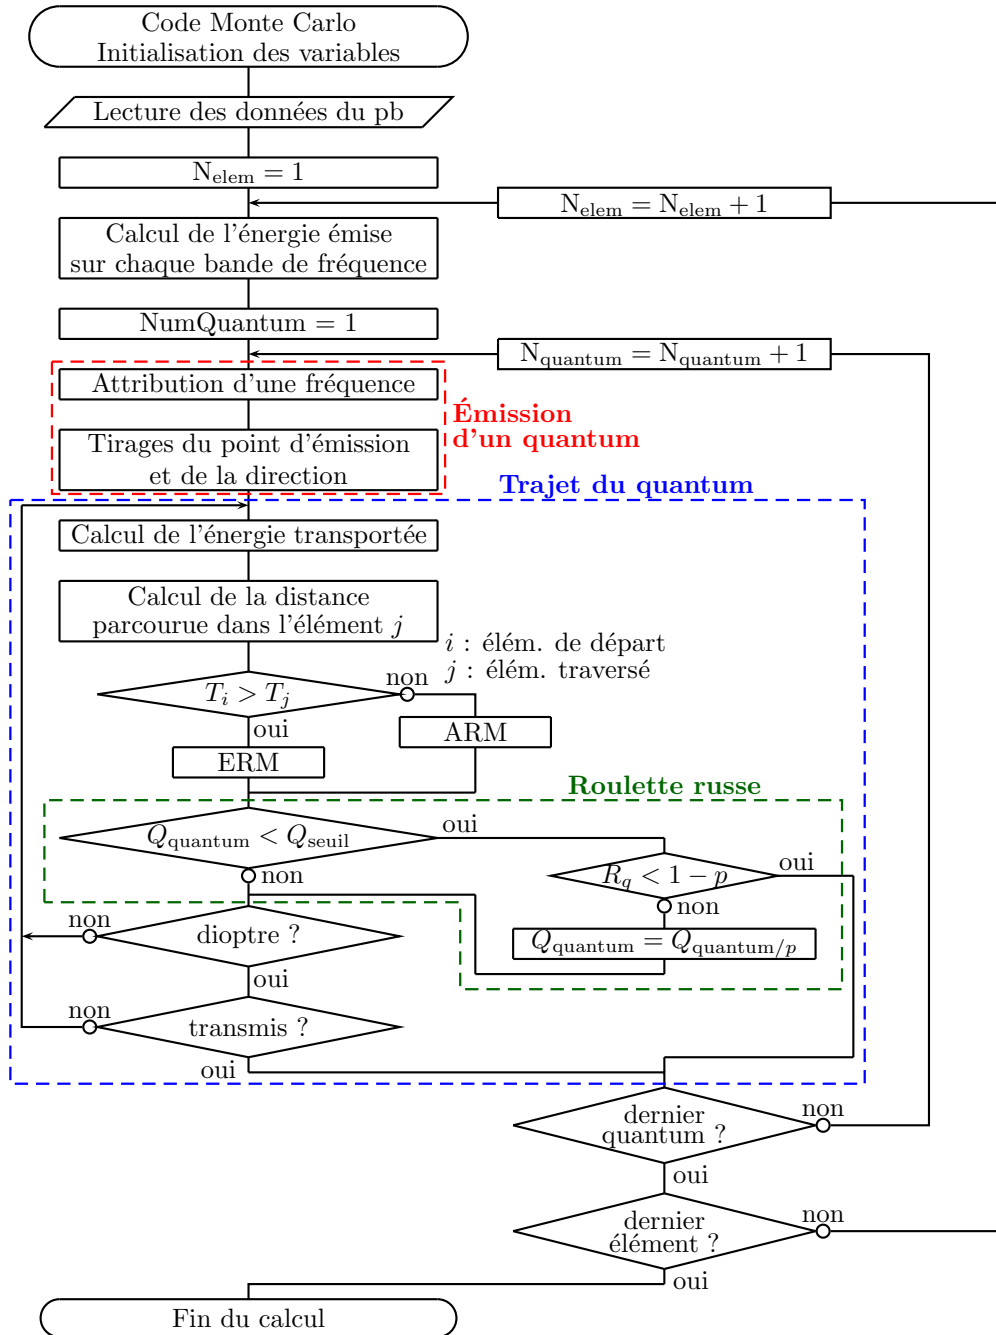 Code Monte Carlo
Initialisation des variables
Lecture des données du pb
N_elem = 1
N_elem = N_elem + 1
Calcul de l'énergie émise
sur chaque bande de fréquence
NumQuantum = 1
N_quantum = N_quantum + 1
Attribution d'une fréquence
Émission
d'un quantum
Tirages du point d'émission
et de la direction
Trajet du quantum
Calcul de l'énergie transportée
Calcul de la distance
parcourue dans l'élément j
i : élém. de départ
j : élém. traversé
T_i > T_j
non
oui
ARM
ERM
Roulette russe
Q_quantum < Q_seuil
oui
non
R_q < 1 − p
oui
non
Q_quantum = Q_quantum/p
dioptre ?
non
oui
transmis ?
non
oui
dernier
quantum ?
non
oui
dernier
élément ?
non
oui
Fin du calcul